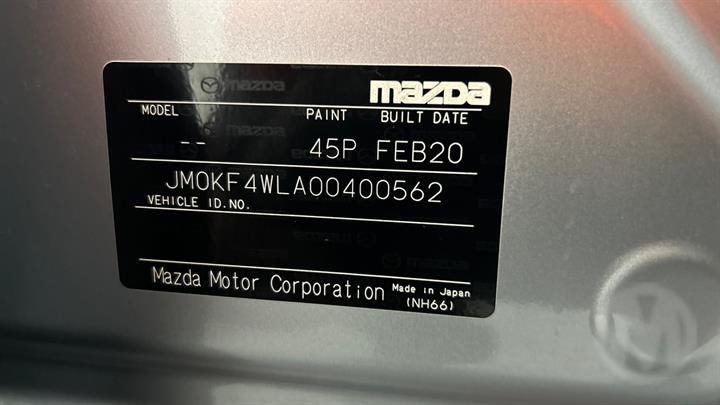 mazda
MODEL PAINT BUILT DATE
-- 45P FEB20
JM0KF4WLA00400562
VEHICLE ID.NO.
Mazda Motor Corporation Made in Japan
(NH66)